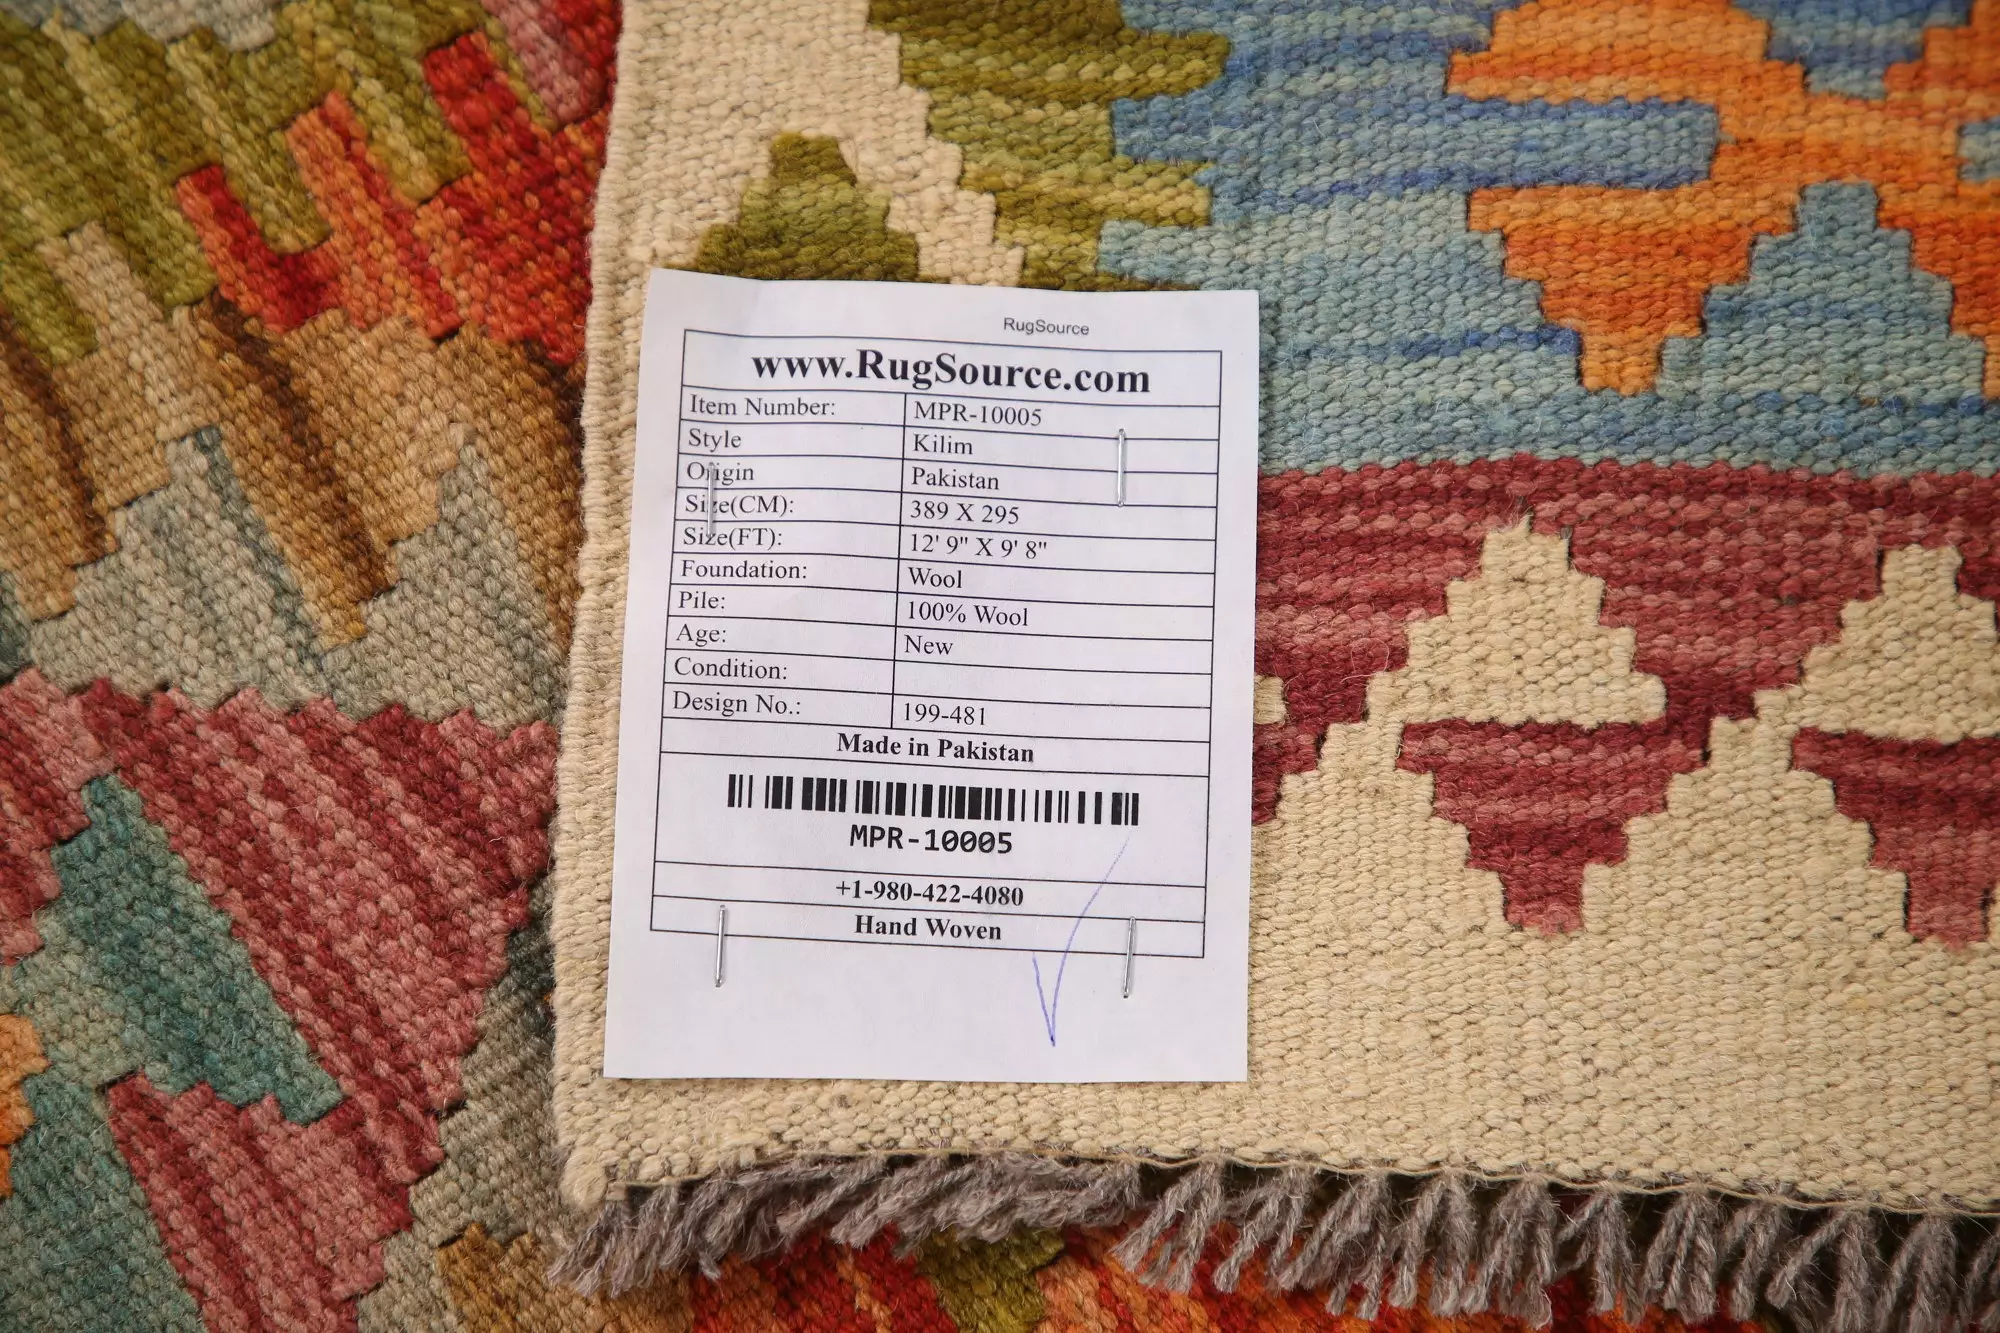 RugSource
www.RugSource.com
Item Number: MPR-10005
Style Kilim
Origin Pakistan
Size(CM): 389 X 295
Size(FT): 12' 9" X 9' 8"
Foundation: Wool
Pile: 100% Wool
Age: New
Condition:
Design No.: 199-481
Made in Pakistan
MPR-10005
+1-980-422-4080
Hand Woven